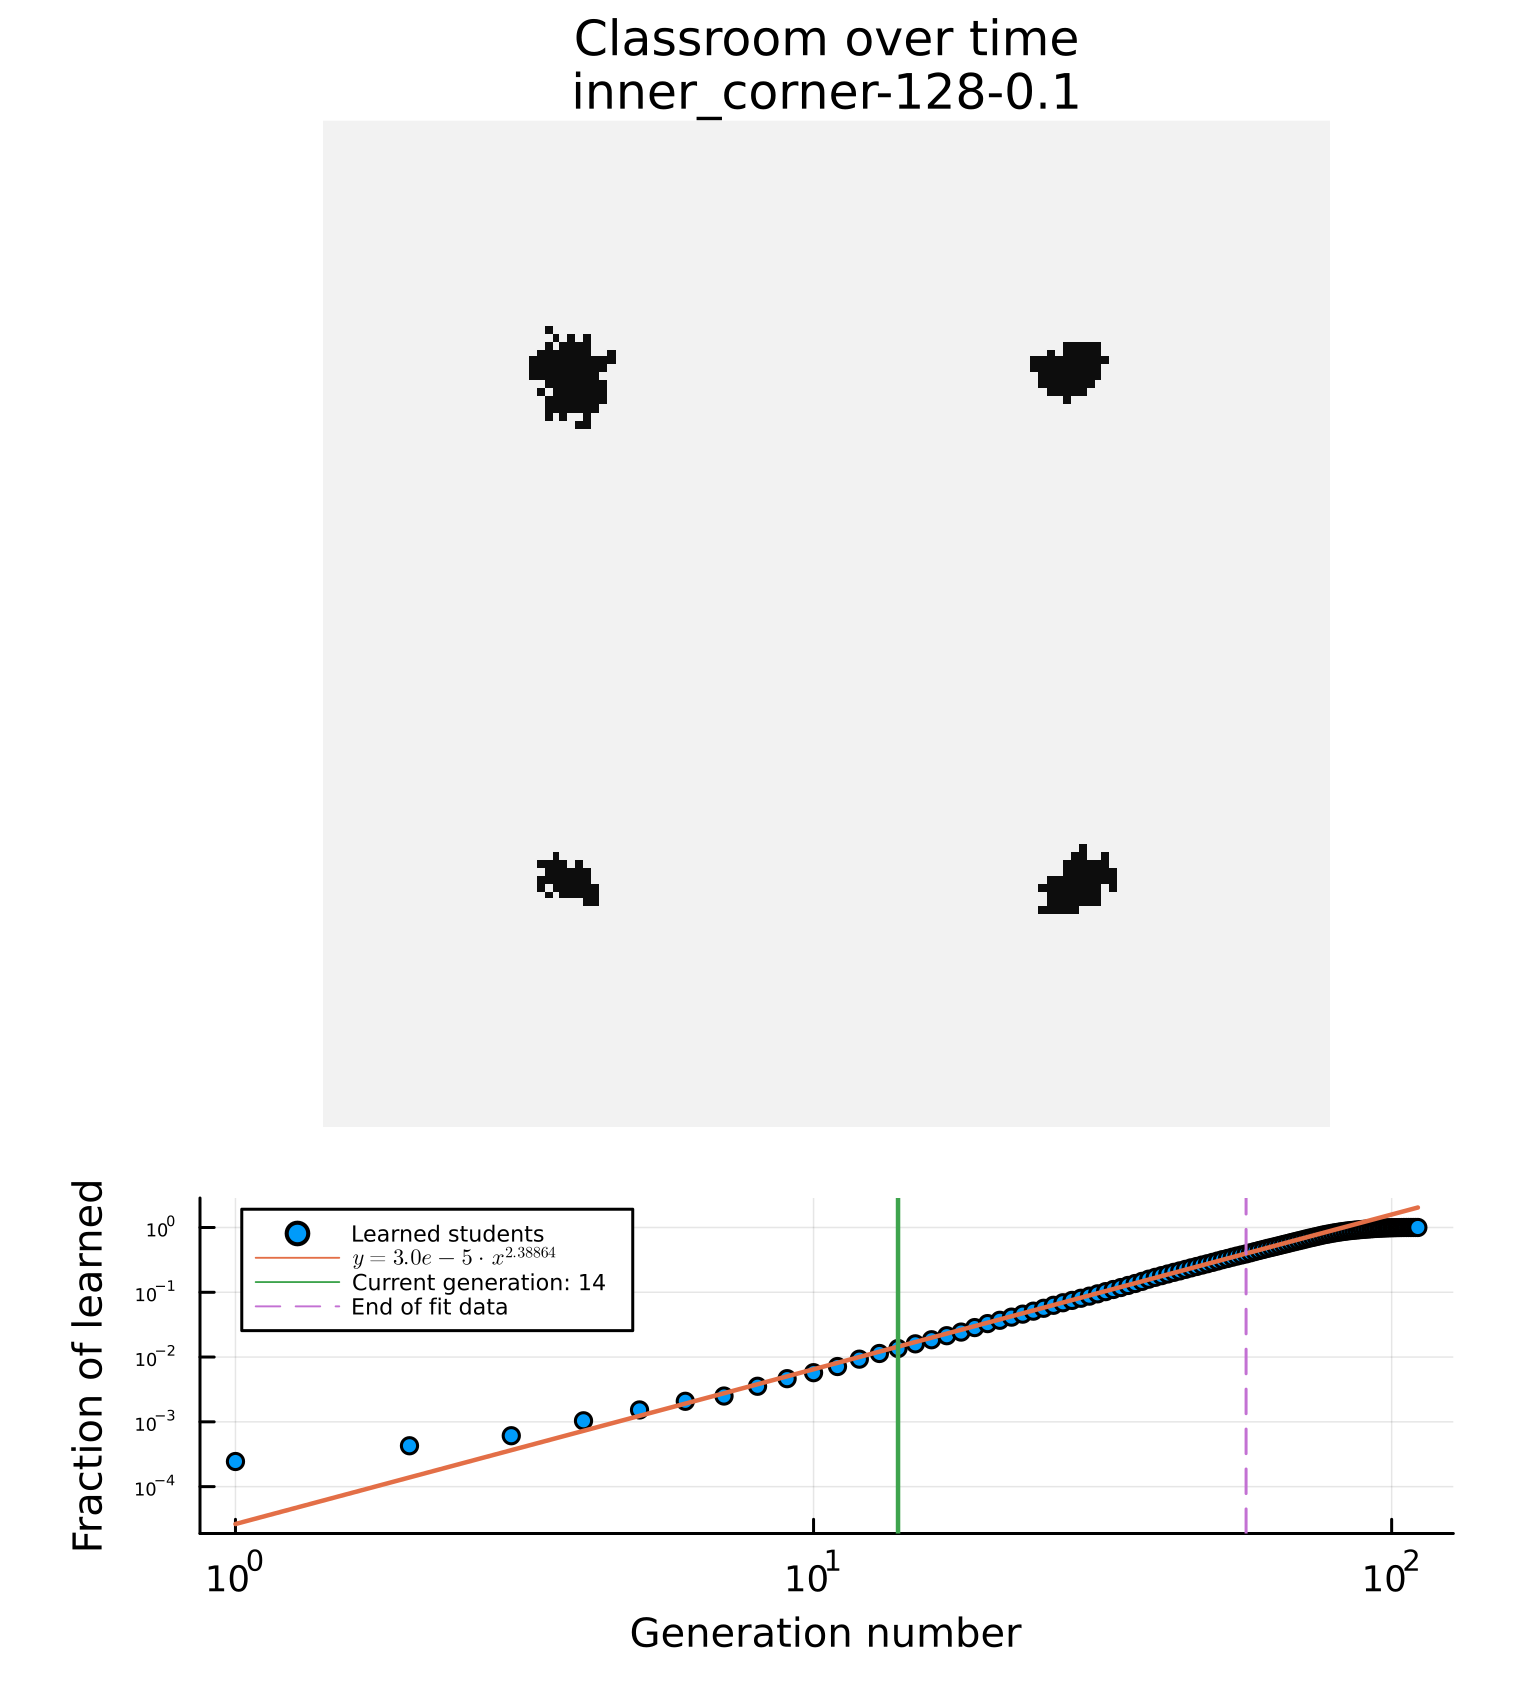 Classroom over time
inner_corner-128-0.1
Fraction of learned
10^0
10^−1
10^−2
10^−3
10^−4
Learned students
y = 3.0e − 5 · x^2.38864
Current generation: 14
End of fit data
10^0 10^1 10^2
Generation number